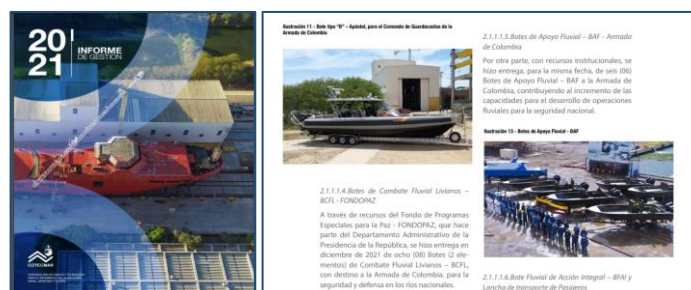 20
21
INFORME
DE GESTIÓN
COTECMAR
Ilustración 11 - Bote tipo "B" – Apóstol, para el Comando de Guardacostas de la
Armada de Colombia
2.1.1.1.4.Botes de Combate Fluvial Livianos –
BCFL - FONDOPAZ
A través de recursos del Fondo de Programas
Especiales para la Paz - FONDOPAZ, que hace
parte del Departamento Administrativo de la
Presidencia de la República, se hizo entrega en
diciembre de 2021 de ocho (08) Botes (2 ele-
mentos) de Combate Fluvial Livianos – BCFL,
con destino a la Armada de Colombia, para la
seguridad y defensa en los ríos nacionales.
2.1.1.1.5.Botes de Apoyo Fluvial – BAF - Armada
de Colombia
Por otra parte, con recursos institucionales, se
hizo entrega, para la misma fecha, de seis (06)
Botes de Apoyo Fluvial – BAF a la Armada de
Colombia, contribuyendo al incremento de las
capacidades para el desarrollo de operaciones
fluviales para la seguridad nacional.
Ilustración 13 - Botes de Apoyo Fluvial - BAF
2.1.1.1.6.Bote Fluvial de Acción Integral – BFAI y
Lancha de transporte de Pasajeros